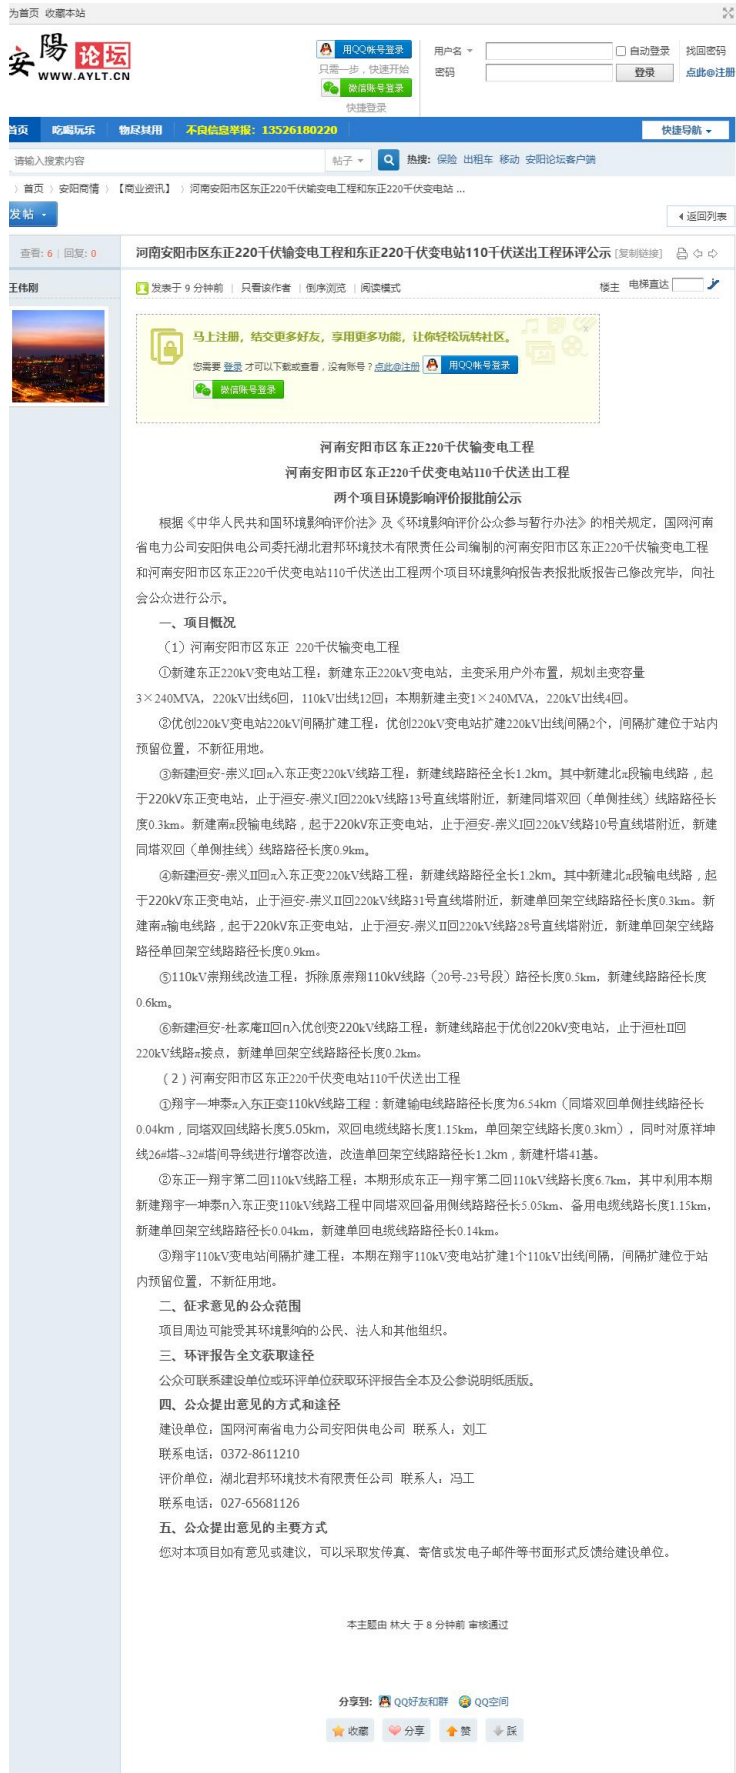 为首页 收藏本站
安陽论坛
WWW.AYLT.CN
用QQ帐号登录
只需一步，快速开始
微信账号登录
快捷登录
用户名
自动登录
找回密码
密码
登录
点此@注册
首页 吃喝玩乐 物尽其用 不良信息举报：13526180220 快捷导航
请输入搜索内容 帖子 热搜: 保险 出租车 移动 安阳论坛客户端
〉首页 〉安阳商情 〉【商业资讯】 〉河南安阳市区东正220千伏输变电工程和东正220千伏变电站 ...
发帖 返回列表
查看: 6 | 回复: 0
河南安阳市区东正220千伏输变电工程和东正220千伏变电站110千伏送出工程环评公示 [复制链接]
王伟刚
发表于 9 分钟前 | 只看该作者 | 倒序浏览 | 阅读模式
楼主 电梯直达
马上注册，结交更多好友，享用更多功能，让你轻松玩转社区。
您需要 登录 才可以下载或查看，没有账号？点此@注册 用QQ帐号登录
微信账号登录
河南安阳市区东正220千伏输变电工程
河南安阳市区东正220千伏变电站110千伏送出工程
两个项目环境影响评价报批前公示
根据《中华人民共和国环境影响评价法》及《环境影响评价公众参与暂行办法》的相关规定，国网河南
省电力公司安阳供电公司委托湖北君邦环境技术有限责任公司编制的河南安阳市区东正220千伏输变电工程
和河南安阳市区东正220千伏变电站110千伏送出工程两个项目环境影响报告表报批版报告已修改完毕，向社
会公众进行公示。
一、项目概况
（1）河南安阳市区东正 220千伏输变电工程
①新建东正220kV变电站工程：新建东正220kV变电站，主变采用户外布置，规划主变容量
3×240MVA，220kV出线6回，110kV出线12回；本期新建主变1×240MVA，220kV出线4回。
②优创220kV变电站220kV间隔扩建工程：优创220kV变电站扩建220kV出线间隔2个，间隔扩建位于站内
预留位置，不新征用地。
③新建洹安-崇义I回π入东正变220kV线路工程：新建线路路径全长1.2km。其中新建北π段输电线路，起
于220kV东正变电站，止于洹安-崇义I回220kV线路13号直线塔附近，新建同塔双回（单侧挂线）线路路径长
度0.3km。新建南π段输电线路，起于220kV东正变电站，止于洹安-崇义I回220kV线路10号直线塔附近，新建
同塔双回（单侧挂线）线路路径长度0.9km。
④新建洹安-崇义II回π入东正变220kV线路工程：新建线路路径全长1.2km。其中新建北π段输电线路，起
于220kV东正变电站，止于洹安-崇义II回220kV线路31号直线塔附近，新建单回架空线路路径长度0.3km。新
建南π输电线路，起于220kV东正变电站，止于洹安-崇义II回220kV线路28号直线塔附近，新建单回架空线路
路径单回架空线路路径长度0.9km。
⑤110kV崇翔线改造工程：拆除原崇翔110kV线路（20号-23号段）路径长度0.5km，新建线路路径长度
0.6km。
⑥新建洹安-杜家庵II回π入优创变220kV线路工程：新建线路起于优创220kV变电站，止于洹杜II回
220kV线路π接点，新建单回架空线路路径长度0.2km。
（2）河南安阳市区东正220千伏变电站110千伏送出工程
①翔宇—坤泰π入东正变110kV线路工程：新建输电线路路径长度为6.54km（同塔双回单侧挂线路径长
0.04km，同塔双回线路长度5.05km，双回电缆线路长度1.15km，单回架空线路长度0.3km），同时对原祥坤
线26#塔~32#塔间导线进行增容改造，改造单回架空线路路径长1.2km，新建杆塔41基。
②东正—翔宇第二回110kV线路工程：本期形成东正—翔宇第二回110kV线路长度6.7km，其中利用本期
新建翔宇—坤泰π入东正变110kV线路工程中同塔双回备用侧线路路径长5.05km、备用电缆线路长度1.15km，
新建单回架空线路路径长0.04km，新建单回电缆线路路径长0.14km。
③翔宇110kV变电站间隔扩建工程：本期在翔宇110kV变电站扩建1个110kV出线间隔，间隔扩建位于站
内预留位置，不新征用地。
二、征求意见的公众范围
项目周边可能受其环境影响的公民、法人和其他组织。
三、环评报告全文获取途径
公众可联系建设单位或环评单位获取环评报告全本及公参说明纸质版。
四、公众提出意见的方式和途径
建设单位：国网河南省电力公司安阳供电公司 联系人：刘工
联系电话：0372-8611210
评价单位：湖北君邦环境技术有限责任公司 联系人：冯工
联系电话：027-65681126
五、公众提出意见的主要方式
您对本项目如有意见或建议，可以采取发传真、寄信或发电子邮件等书面形式反馈给建设单位。
本主题由 林大 于 8 分钟前 审核通过
分享到: QQ好友和群 QQ空间
收藏 分享 赞 踩